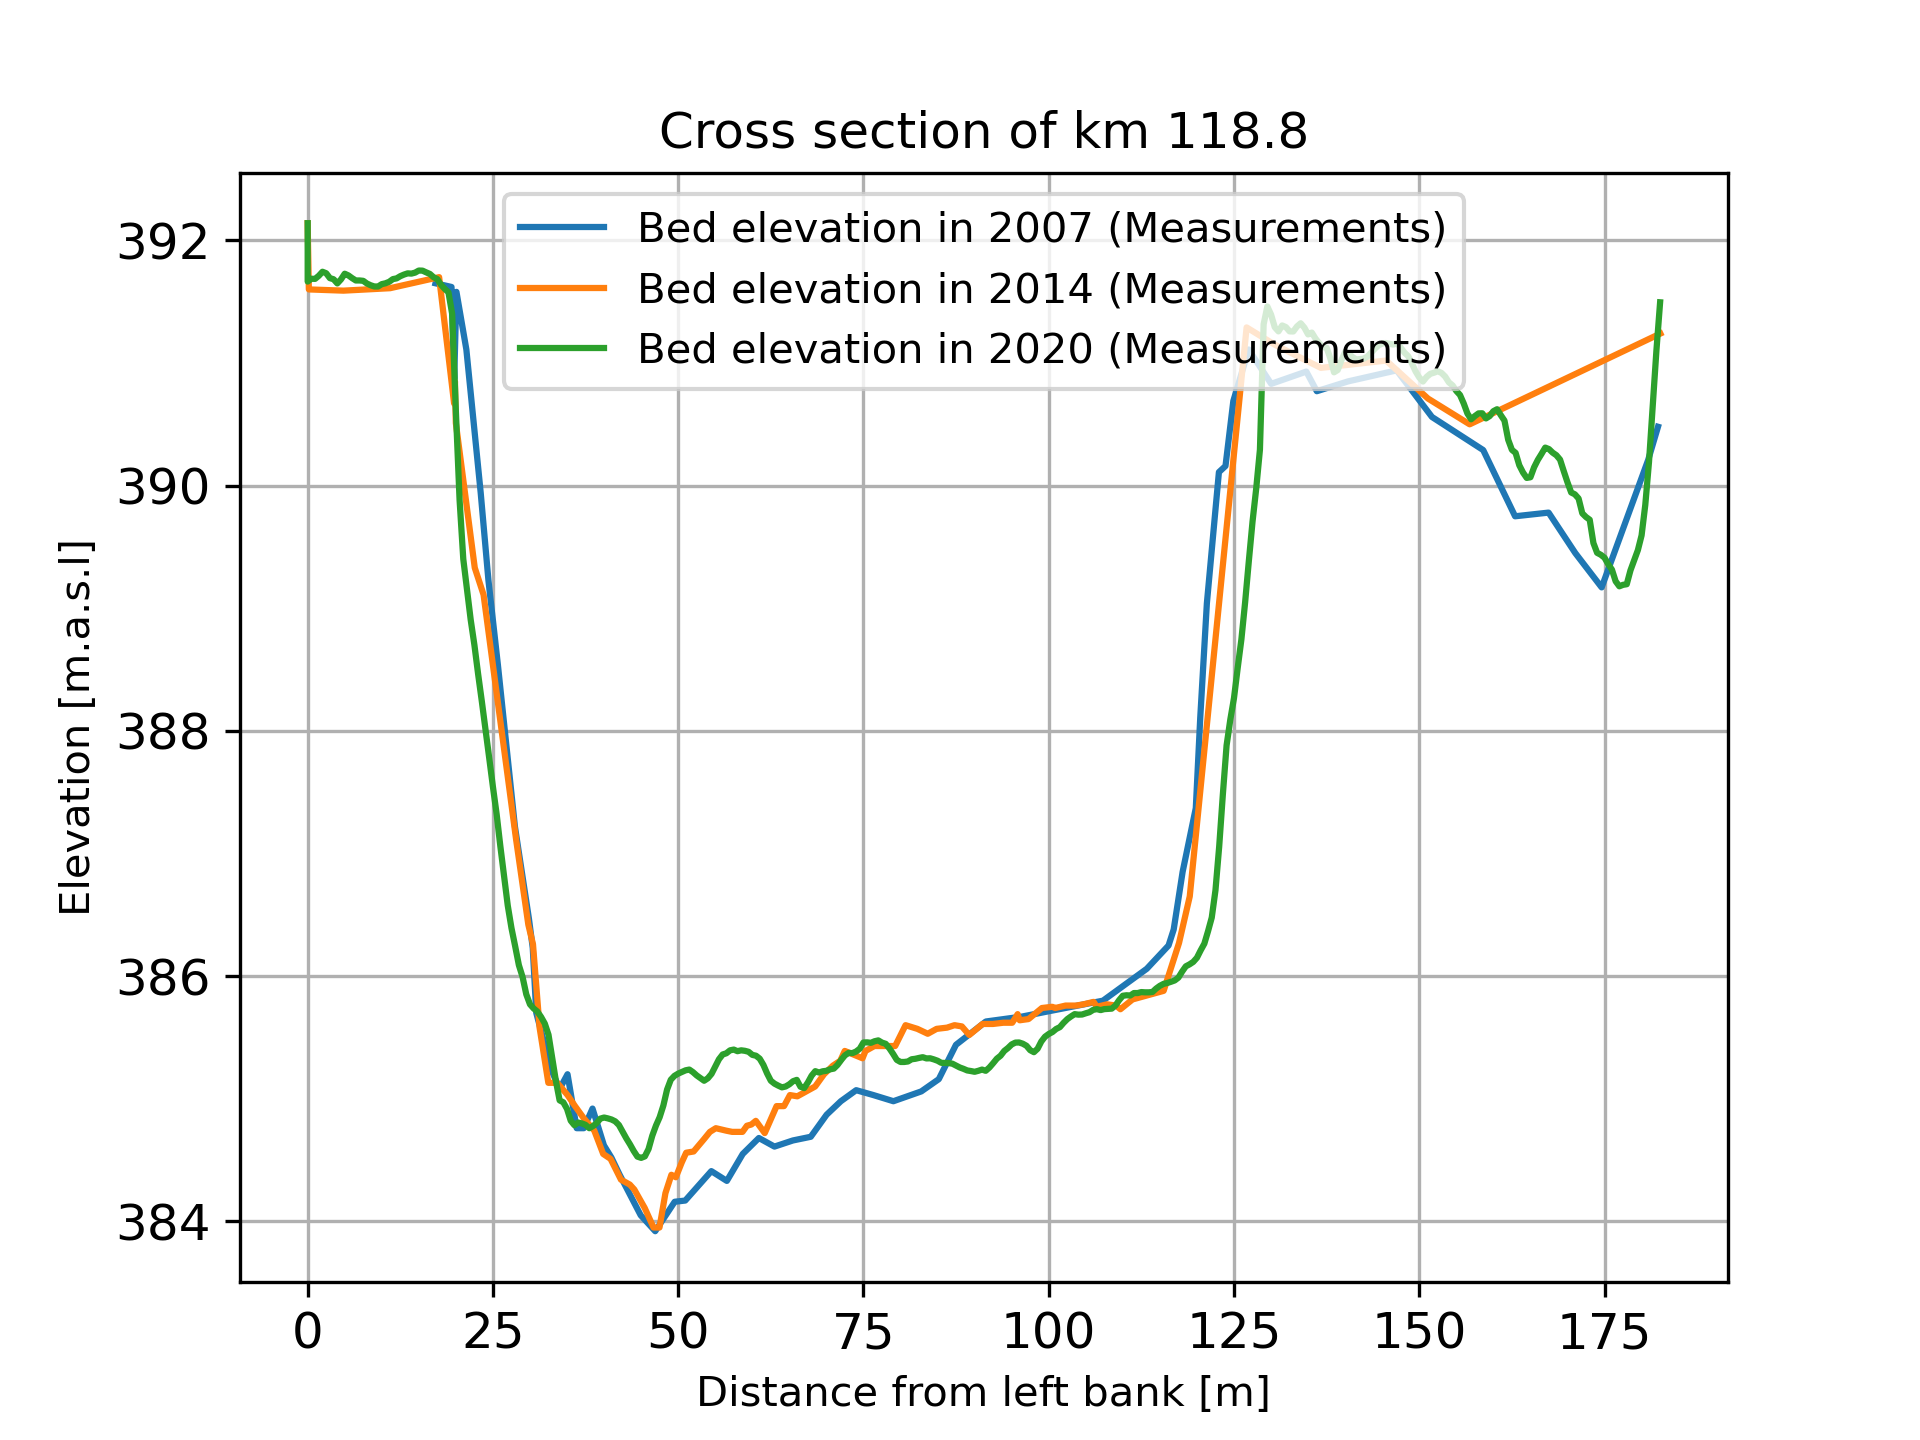 Cross section of km 118.8
Bed elevation in 2007 (Measurements)
Bed elevation in 2014 (Measurements)
Bed elevation in 2020 (Measurements)
392
390
388
386
384
Elevation [m.a.s.l]
0 25 50 75 100 125 150 175
Distance from left bank [m]